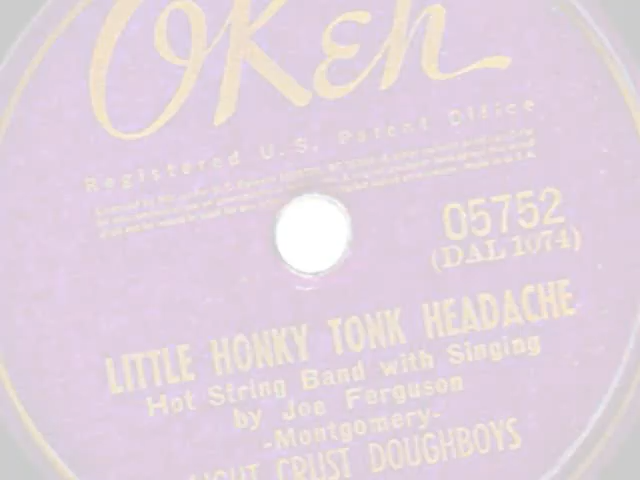 OKeh
Registered U.S. Patent Office
05752
(DAL 1074)
LITTLE HONKY TONK HEADACHE
Hot String Band with Singing
by Joe Ferguson
-Montgomery-
LIGHT CRUST DOUGHBOYS